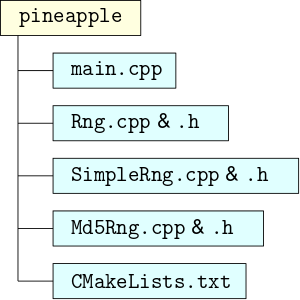 pineapple
main.cpp
Rng.cpp & .h
SimpleRng.cpp & .h
Md5Rng.cpp & .h
CMakeLists.txt